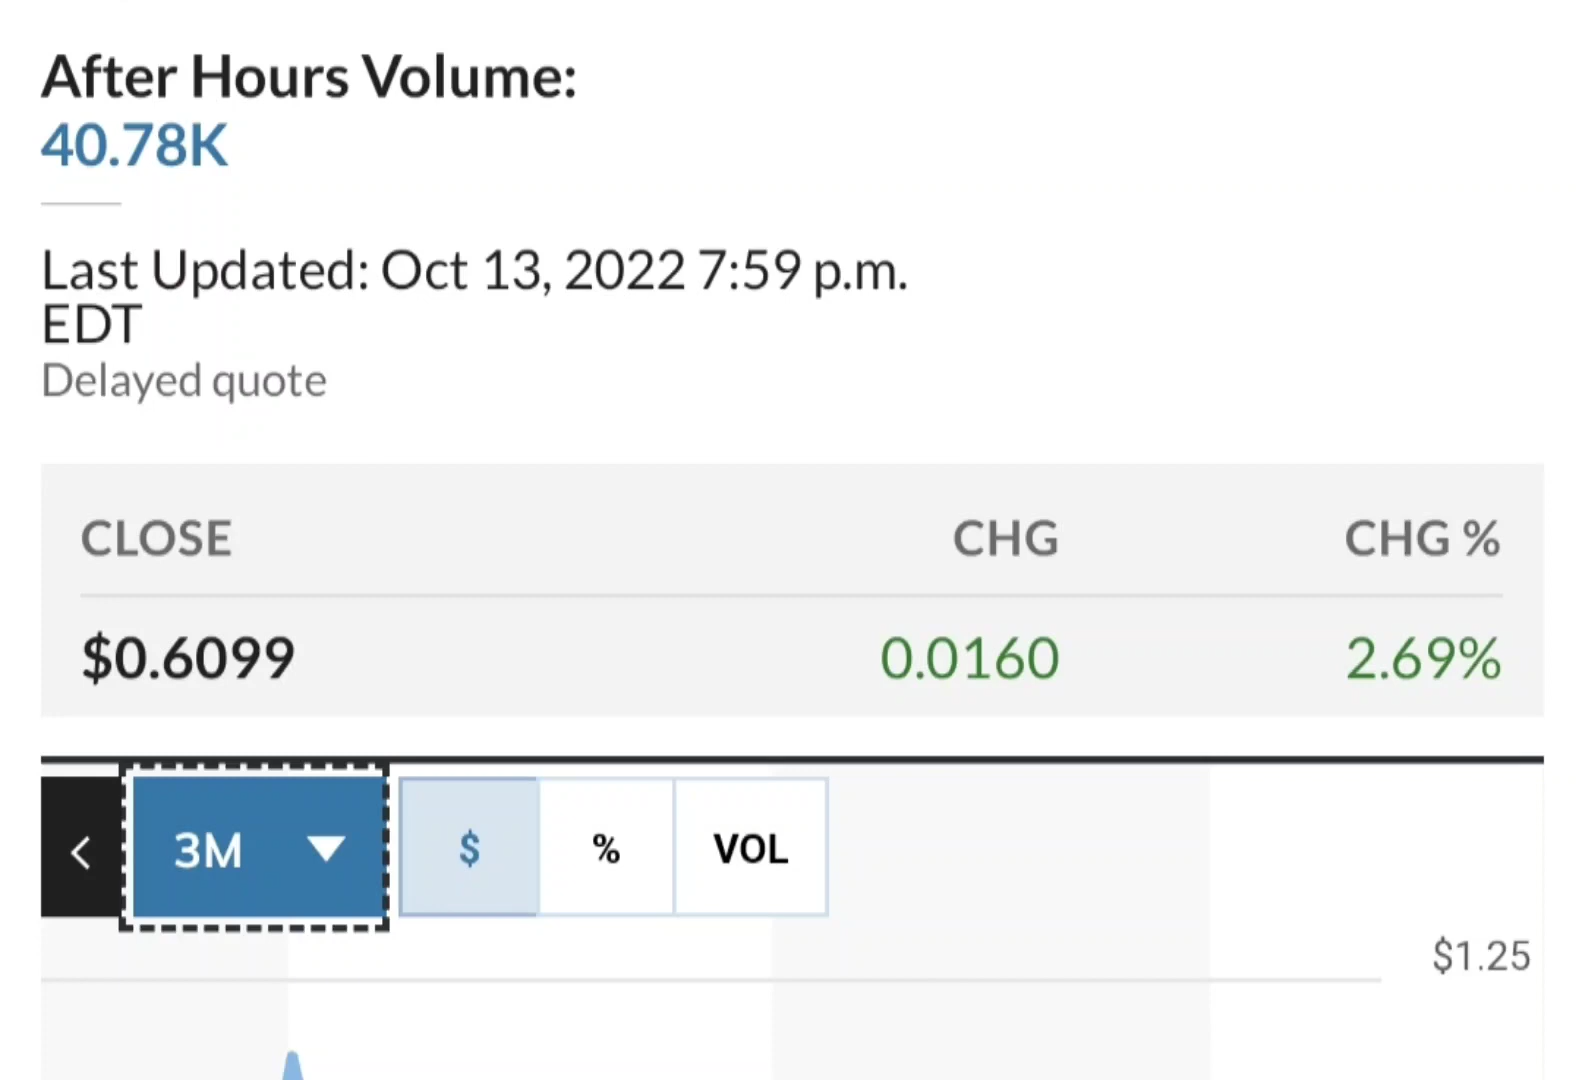 After Hours Volume:
40.78K
Last Updated: Oct 13, 2022 7:59 p.m.
EDT
Delayed quote
CLOSE CHG CHG %
$0.6099 0.0160 2.69%
< 3M ▼ $ % VOL
$1.25